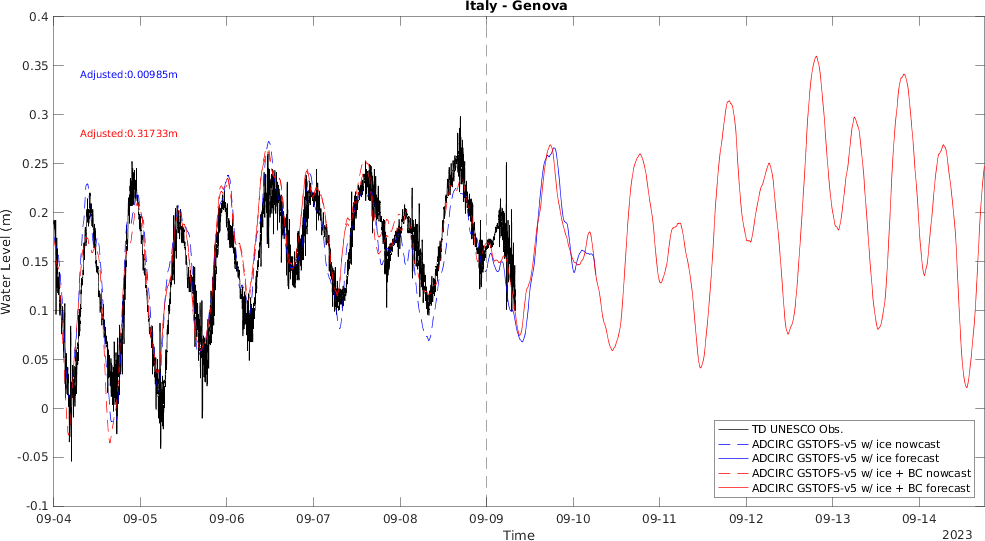 Italy - Genova
0.4
0.35
0.3
0.25
0.2
0.15
0.1
0.05
0
-0.05
-0.1
Water Level (m)
Adjusted:0.00985m
Adjusted:0.31733m
TD UNESCO Obs.
ADCIRC GSTOFS-v5 w/ ice nowcast
ADCIRC GSTOFS-v5 w/ ice forecast
ADCIRC GSTOFS-v5 w/ ice + BC nowcast
ADCIRC GSTOFS-v5 w/ ice + BC forecast
09-04 09-05 09-06 09-07 09-08 09-09 09-10 09-11 09-12 09-13 09-14
Time
2023